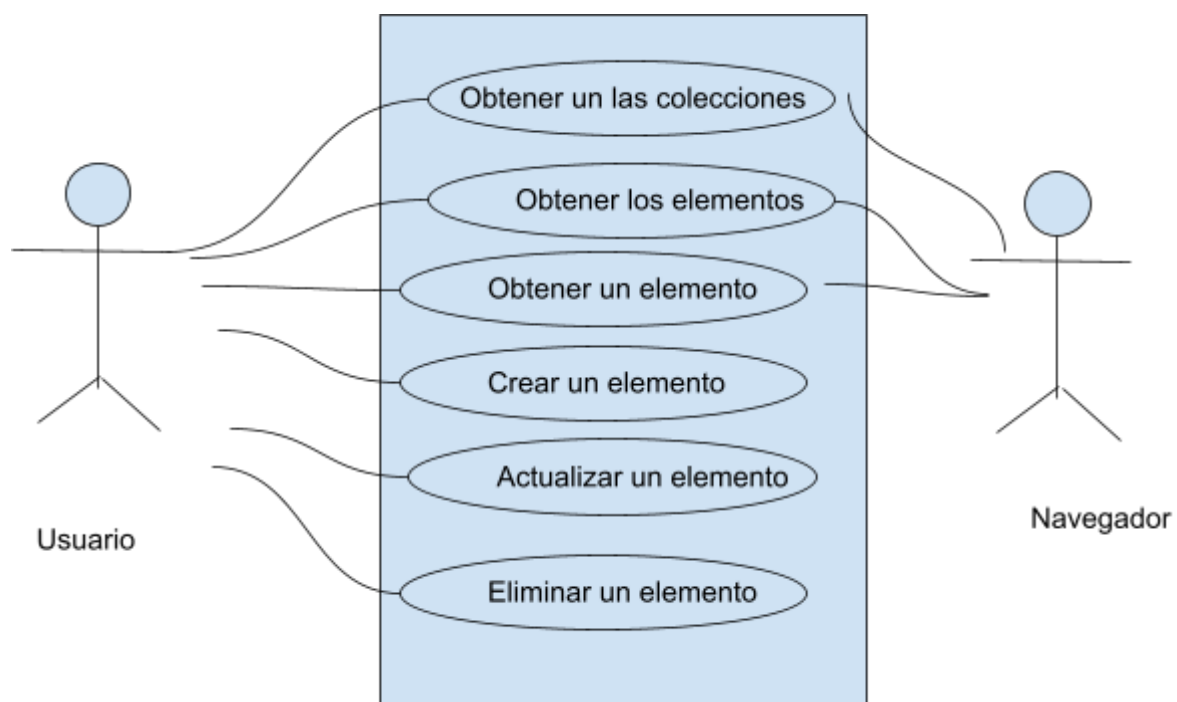 Obtener un las colecciones
Obtener los elementos
Obtener un elemento
Crear un elemento
Actualizar un elemento
Eliminar un elemento
Usuario
Navegador